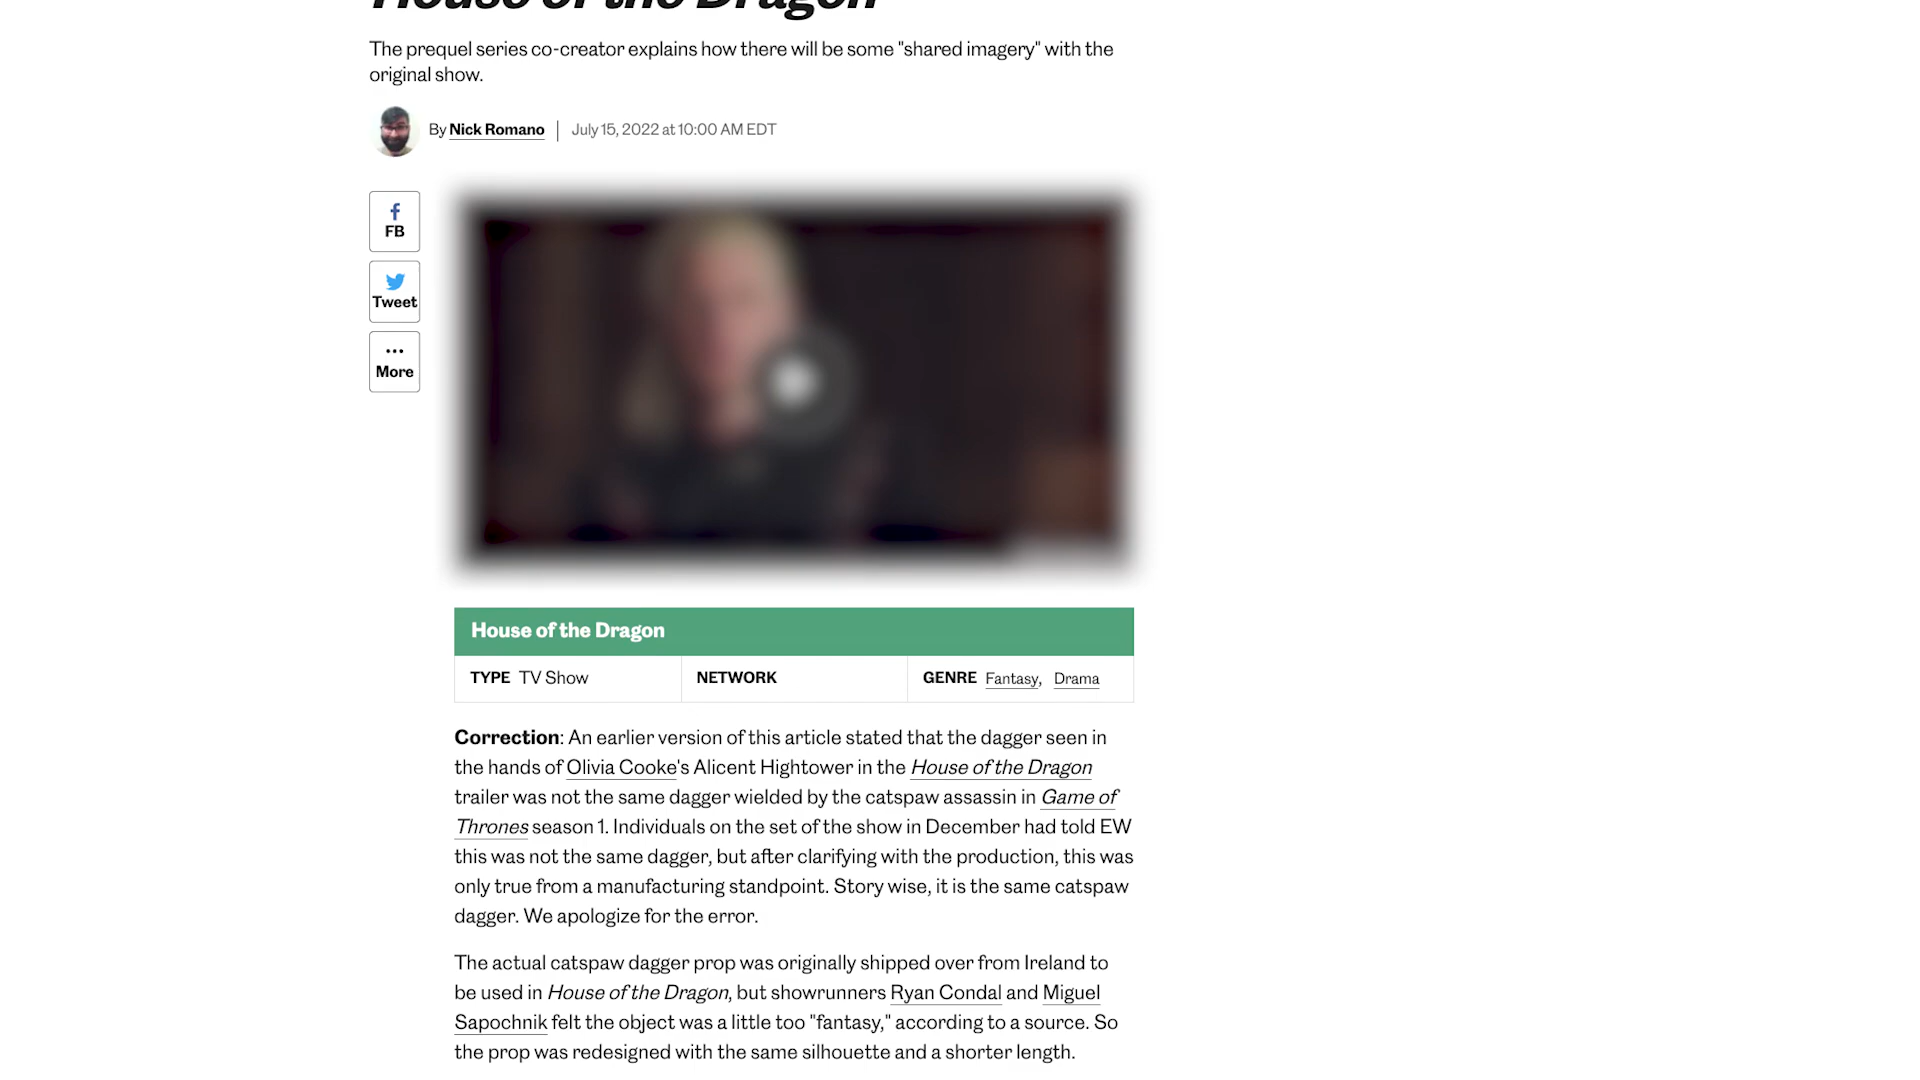 House of the Dragon
The prequel series co-creator explains how there will be some "shared imagery" with the
original show.
By Nick Romano | July 15, 2022 at 10:00 AM EDT
FB
Tweet
More
House of the Dragon
TYPE TV Show NETWORK GENRE Fantasy, Drama
Correction: An earlier version of this article stated that the dagger seen in
the hands of Olivia Cooke's Alicent Hightower in the House of the Dragon
trailer was not the same dagger wielded by the catspaw assassin in Game of
Thrones season 1. Individuals on the set of the show in December had told EW
this was not the same dagger, but after clarifying with the production, this was
only true from a manufacturing standpoint. Story wise, it is the same catspaw
dagger. We apologize for the error.
The actual catspaw dagger prop was originally shipped over from Ireland to
be used in House of the Dragon, but showrunners Ryan Condal and Miguel
Sapochnik felt the object was a little too "fantasy," according to a source. So
the prop was redesigned with the same silhouette and a shorter length.